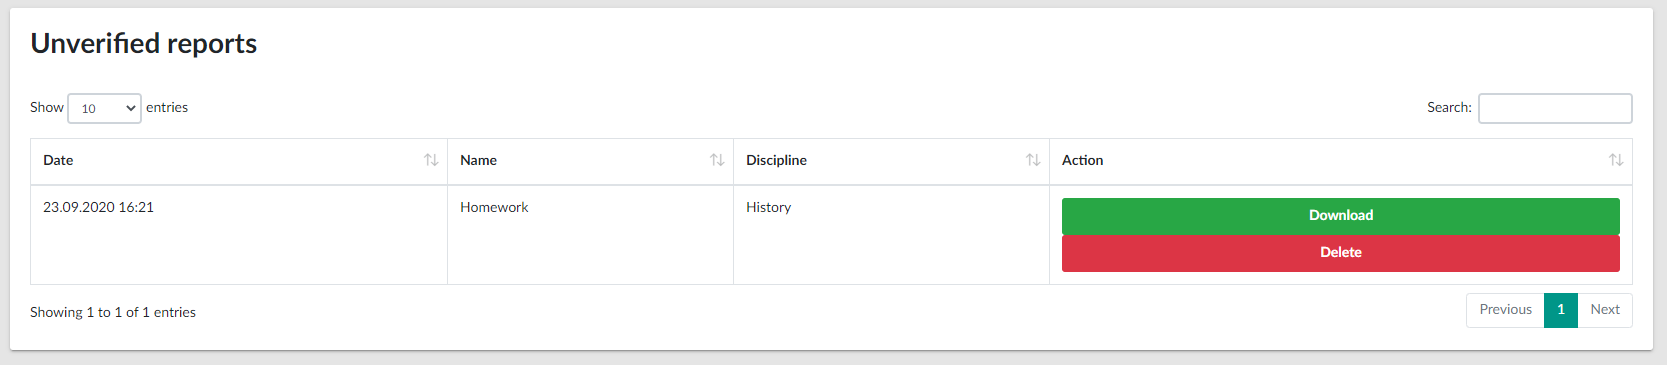 Unverified reports
Show 10 entries
Search:
Date Name Discipline Action
23.09.2020 16:21 Homework History Download
Delete
Showing 1 to 1 of 1 entries
Previous 1 Next